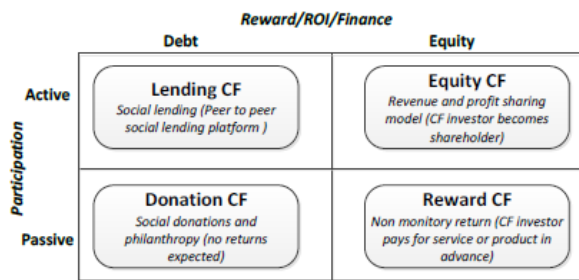 Reward/ROI/Finance
Debt Equity
Active
Participation
Passive
Lending CF
Social lending (Peer to peer
social lending platform )
Equity CF
Revenue and profit sharing
model (CF investor becomes
shareholder)
Donation CF
Social donations and
philanthropy (no returns
expected)
Reward CF
Non monitory return (CF investor
pays for service or product in
advance)